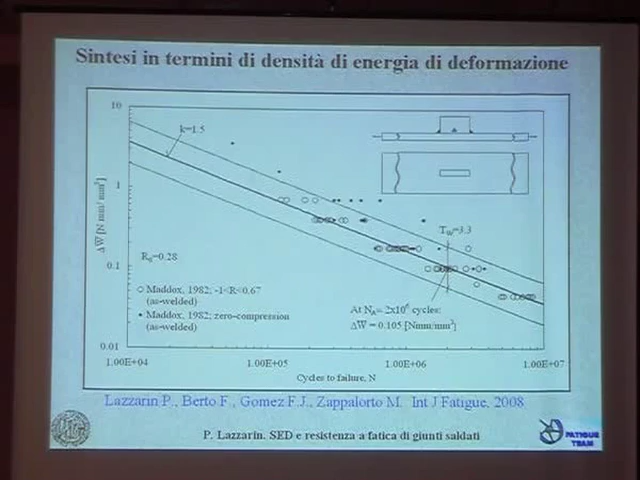 Sintesi in termini di densità di energia di deformazione
10
k=1.5
1
ΔW [N mm/ mm³]
T_W=3.3
0.1
R₀=0.28
○ Maddox, 1982; -1<R<0.67
(as-welded)
• Maddox, 1982; zero-compression
(as-welded)
At N_A= 2x10⁶ cycles:
ΔW = 0.105 [Nmm/mm³]
0.01
1.00E+04 1.00E+05 1.00E+06 1.00E+07
Cycles to failure, N
Lazzarin P., Berto F., Gomez F.J., Zappalorto M. Int J Fatigue, 2008
P. Lazzarin. SED e resistenza a fatica di giunti saldati
FATIGUE
TEAM